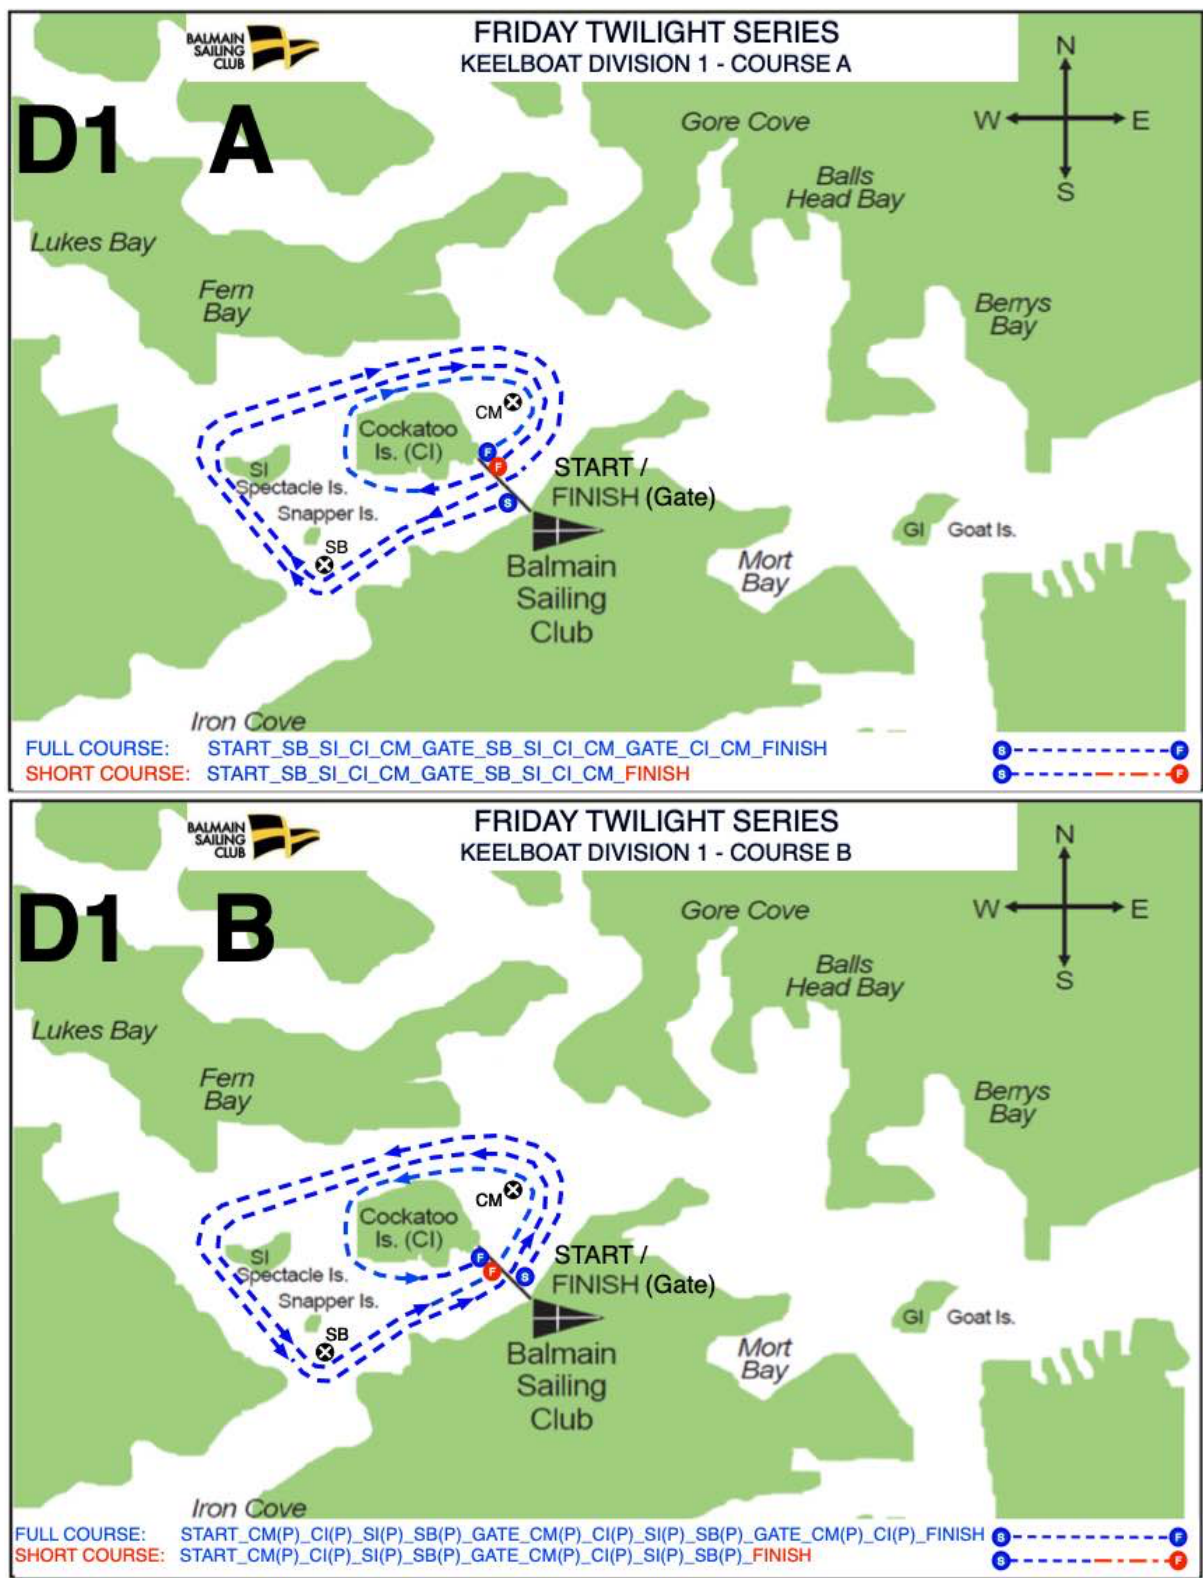 BALMAIN
SAILING
CLUB
FRIDAY TWILIGHT SERIES
KEELBOAT DIVISION 1 - COURSE A
D1 A
N
W E
S
Gore Cove
Balls
Head Bay
Lukes Bay
Fern
Bay
Berrys
Bay
CM
Cockatoo
Is. (CI)
F
F
S
START /
FINISH (Gate)
SI
Spectacle Is.
Snapper Is.
SB
GI Goat Is.
Mort
Bay
Balmain
Sailing
Club
Iron Cove
FULL COURSE: START_SB_SI_CI_CM_GATE_SB_SI_CI_CM_GATE_CI_CM_FINISH S F
SHORT COURSE: START_SB_SI_CI_CM_GATE_SB_SI_CI_CM_FINISH S F
BALMAIN
SAILING
CLUB
FRIDAY TWILIGHT SERIES
KEELBOAT DIVISION 1 - COURSE B
D1 B
N
W E
S
Gore Cove
Balls
Head Bay
Lukes Bay
Fern
Bay
Berrys
Bay
CM
Cockatoo
Is. (CI)
F
F
S
START /
FINISH (Gate)
SI
Spectacle Is.
Snapper Is.
SB
GI Goat Is.
Mort
Bay
Balmain
Sailing
Club
Iron Cove
FULL COURSE: START_CM(P)_CI(P)_SI(P)_SB(P)_GATE_CM(P)_CI(P)_SI(P)_SB(P)_GATE_CM(P)_CI(P)_FINISH S F
SHORT COURSE: START_CM(P)_CI(P)_SI(P)_SB(P)_GATE_CM(P)_CI(P)_SI(P)_SB(P)_FINISH S F